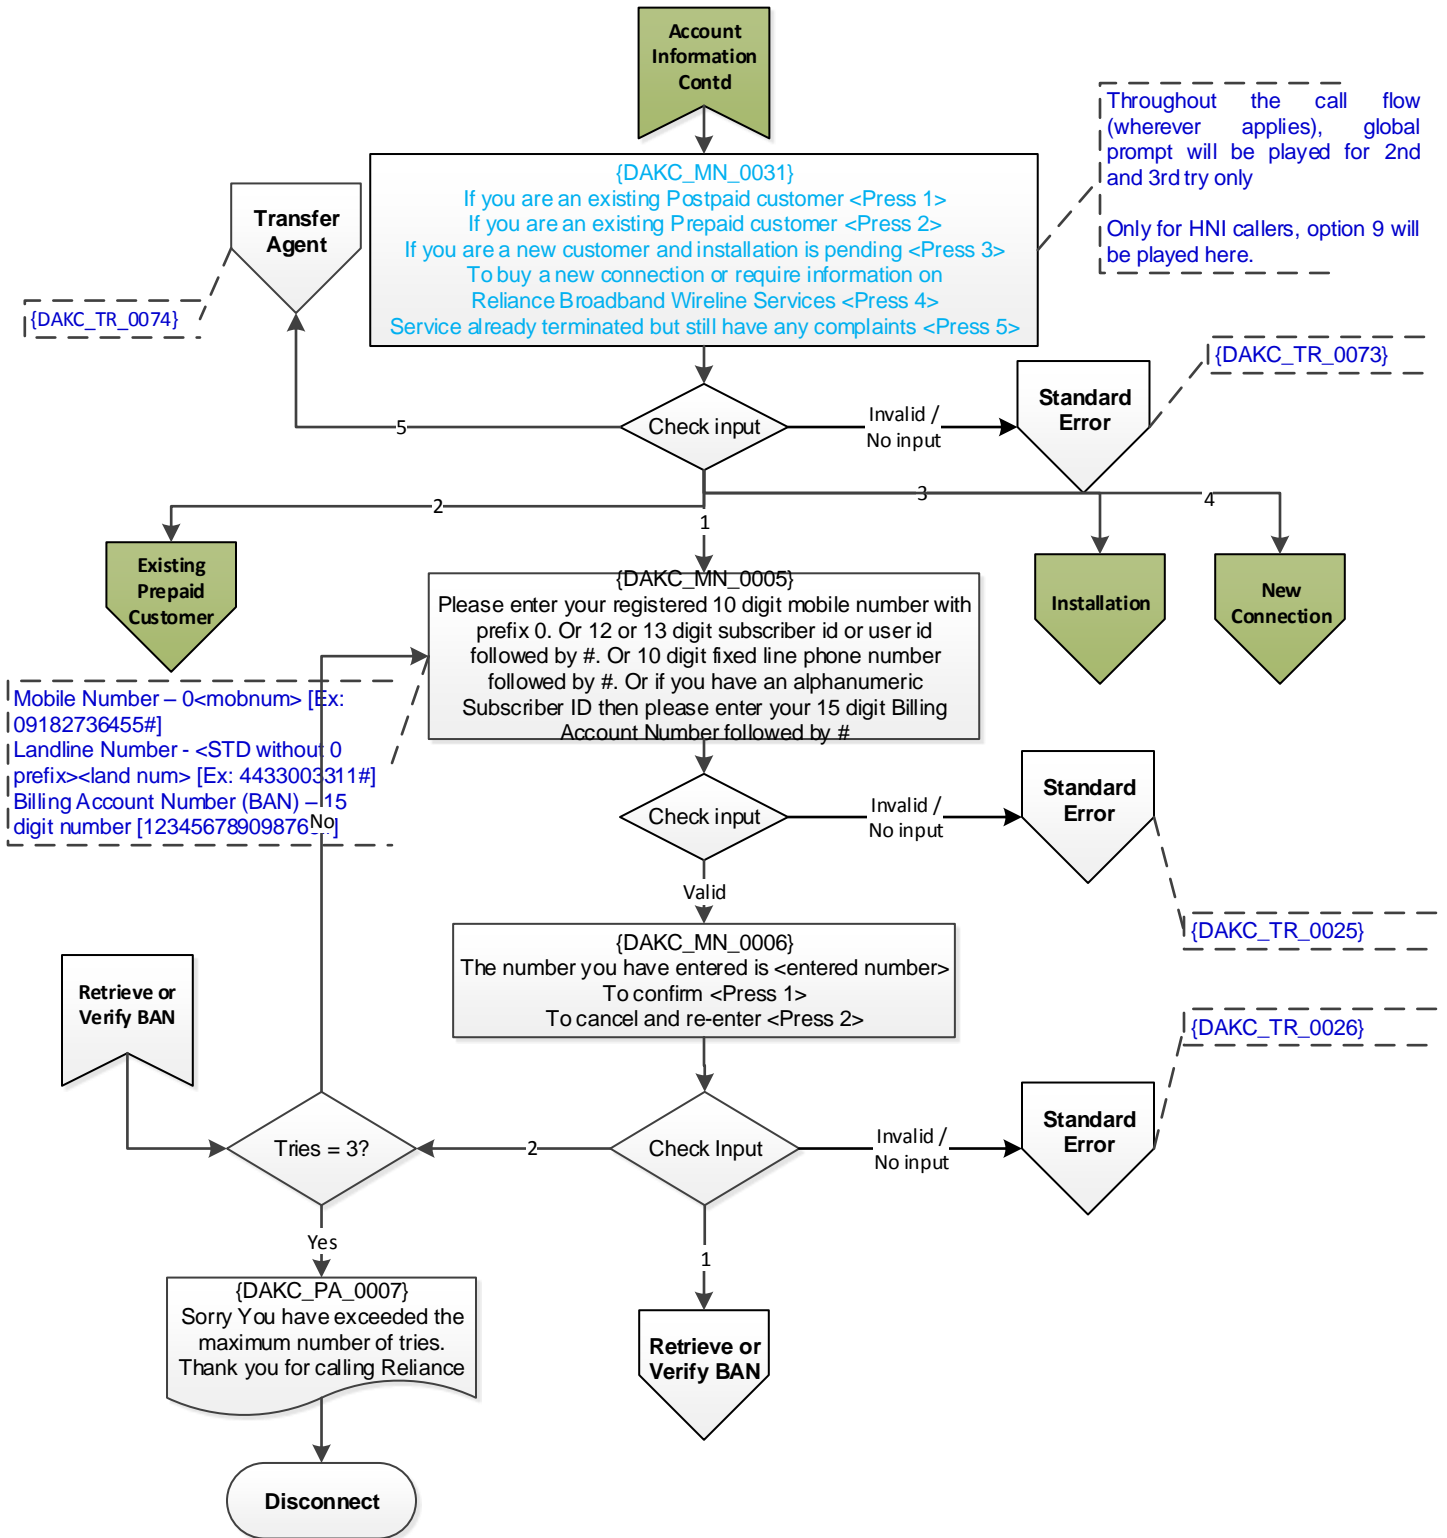 Account
Information
Contd
Throughout the call flow
(wherever applies), global
prompt will be played for 2nd
and 3rd try only
Only for HNI callers, option 9 will
be played here.
{DAKC_MN_0031}
If you are an existing Postpaid customer <Press 1>
If you are an existing Prepaid customer <Press 2>
If you are a new customer and installation is pending <Press 3>
To buy a new connection or require information on
Reliance Broadband Wireline Services <Press 4>
Service already terminated but still have any complaints <Press 5>
Transfer
Agent
{DAKC_TR_0074}
{DAKC_TR_0073}
Check input
5
Invalid /
No input
Standard
Error
2
1
3
4
Existing
Prepaid
Customer
Installation
New
Connection
{DAKC_MN_0005}
Please enter your registered 10 digit mobile number with
prefix 0. Or 12 or 13 digit subscriber id or user id
followed by #. Or 10 digit fixed line phone number
followed by #. Or if you have an alphanumeric
Subscriber ID then please enter your 15 digit Billing
Account Number followed by #
Mobile Number – 0<mobnum> [Ex:
09182736455#]
Landline Number - <STD without 0
prefix><land num> [Ex: 4433003311#]
Billing Account Number (BAN) – 15
digit number
No
Check input
Invalid /
No input
Standard
Error
Valid
{DAKC_TR_0025}
{DAKC_MN_0006}
The number you have entered is <entered number>
To confirm <Press 1>
To cancel and re-enter <Press 2>
Retrieve or
Verify BAN
{DAKC_TR_0026}
Tries = 3?
2
Check Input
Invalid /
No input
Standard
Error
Yes
1
{DAKC_PA_0007}
Sorry You have exceeded the
maximum number of tries.
Thank you for calling Reliance
Retrieve or
Verify BAN
Disconnect